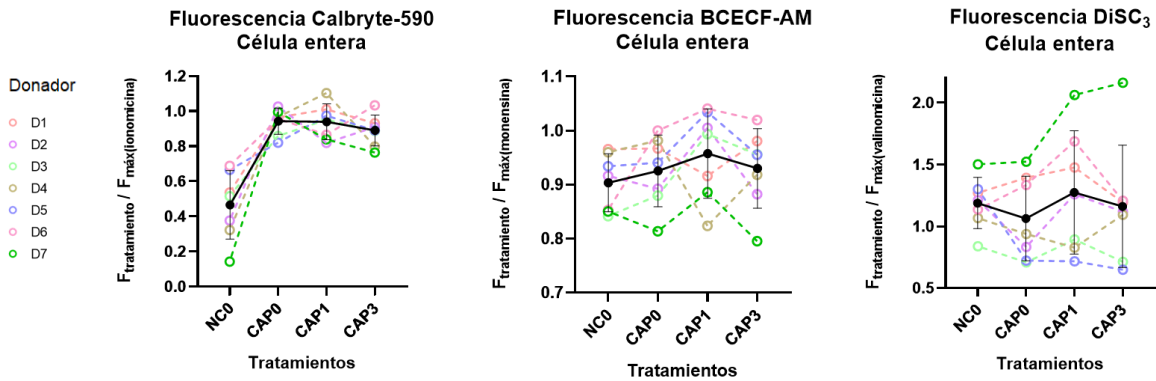 Fluorescencia Calbryte-590
Célula entera
Donador
D1
D2
D3
D4
D5
D6
D7
Ftratamiento / Fmáx(ionomicina)
1.2
1.0
0.8
0.6
0.4
0.2
0.0
NC0
CAP0
CAP1
CAP3
Tratamientos
Fluorescencia BCECF-AM
Célula entera
Ftratamiento / Fmáx(monensina)
1.1
1.0
0.9
0.8
0.7
NC0
CAP0
CAP1
CAP3
Tratamientos
Fluorescencia DiSC3
Célula entera
Ftratamiento / Fmáx(valinomicina)
2.0
1.5
1.0
0.5
NC0
CAP0
CAP1
CAP3
Tratamientos